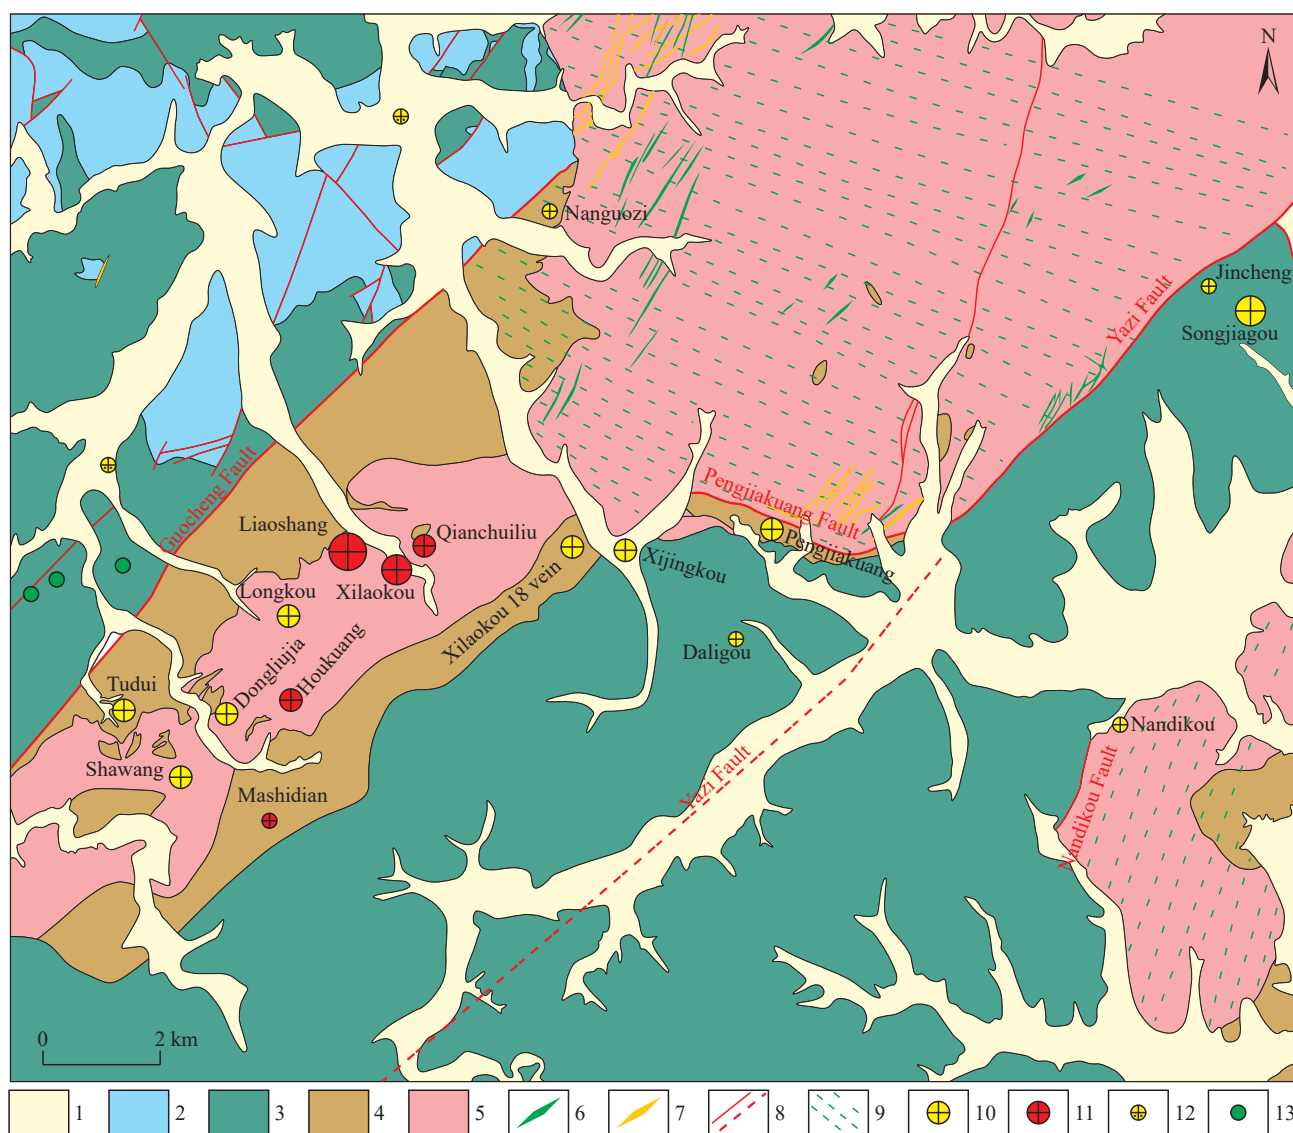 N
Nanguozi
Jincheng
Songjiagou
Yazi Fault
Guocheng Fault
Pengjiakuang Fault
Liaoshang
Qianchuiliu
Pengjiakuang
Xijingkou
Longkou
Xilaokou
Xilaokou 18 vein
Daligou
Dongliujia
Houkuang
Tudui
Nandikou
Shawang
Yazi Fault
Nandikou Fault
Mashidian
0 2 km
1 2 3 4 5 6 7 8 9 10 11 12 13